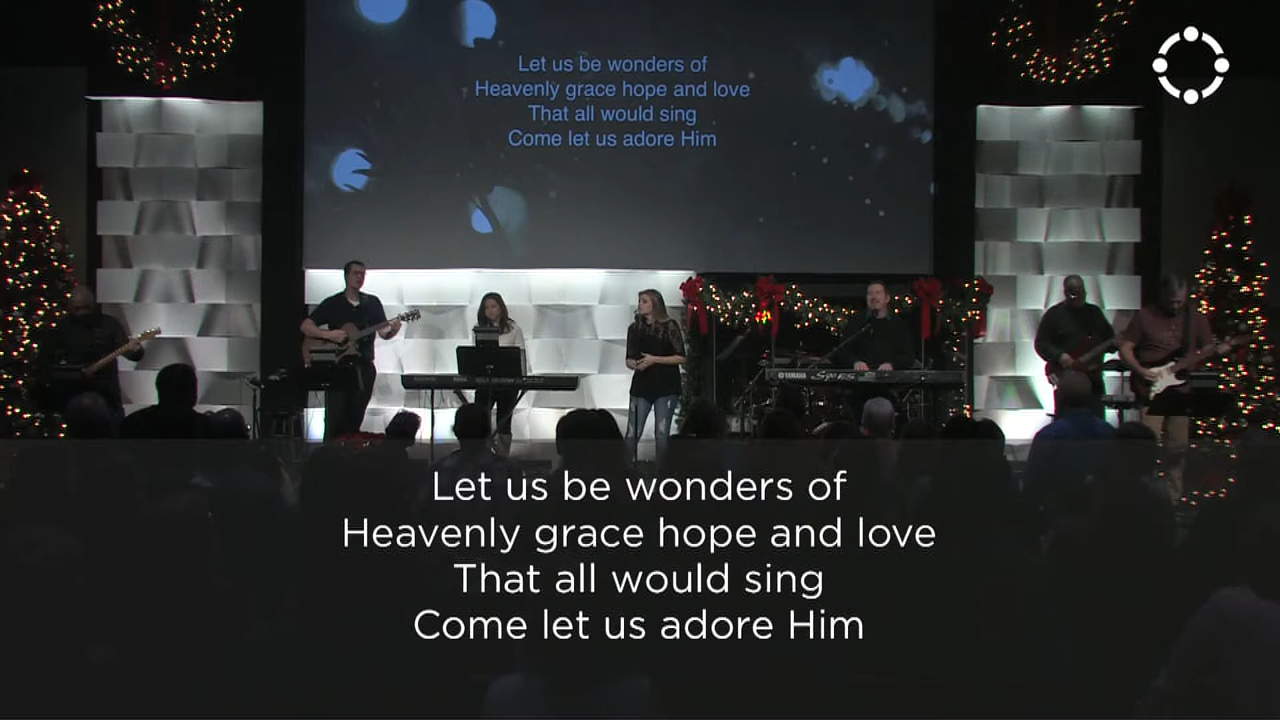 Let us be wonders of
Heavenly grace hope and love
That all would sing
Come let us adore Him
YAMAHA
Let us be wonders of
Heavenly grace hope and love
That all would sing
Come let us adore Him